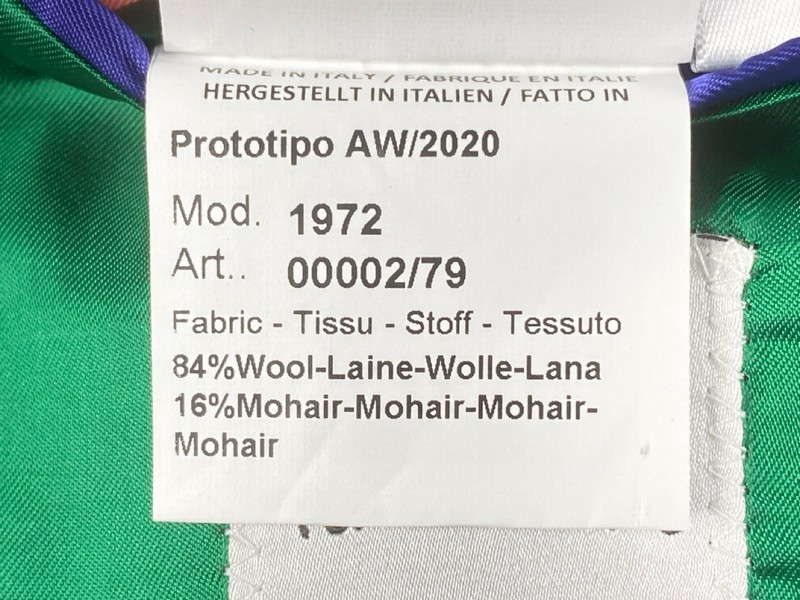 MADE IN ITALY / FABRIQUE EN ITALIE
HERGESTELLT IN ITALIEN / FATTO IN
Prototipo AW/2020
Mod. 1972
Art.. 00002/79
Fabric - Tissu - Stoff - Tessuto
84%Wool-Laine-Wolle-Lana
16%Mohair-Mohair-Mohair-
Mohair